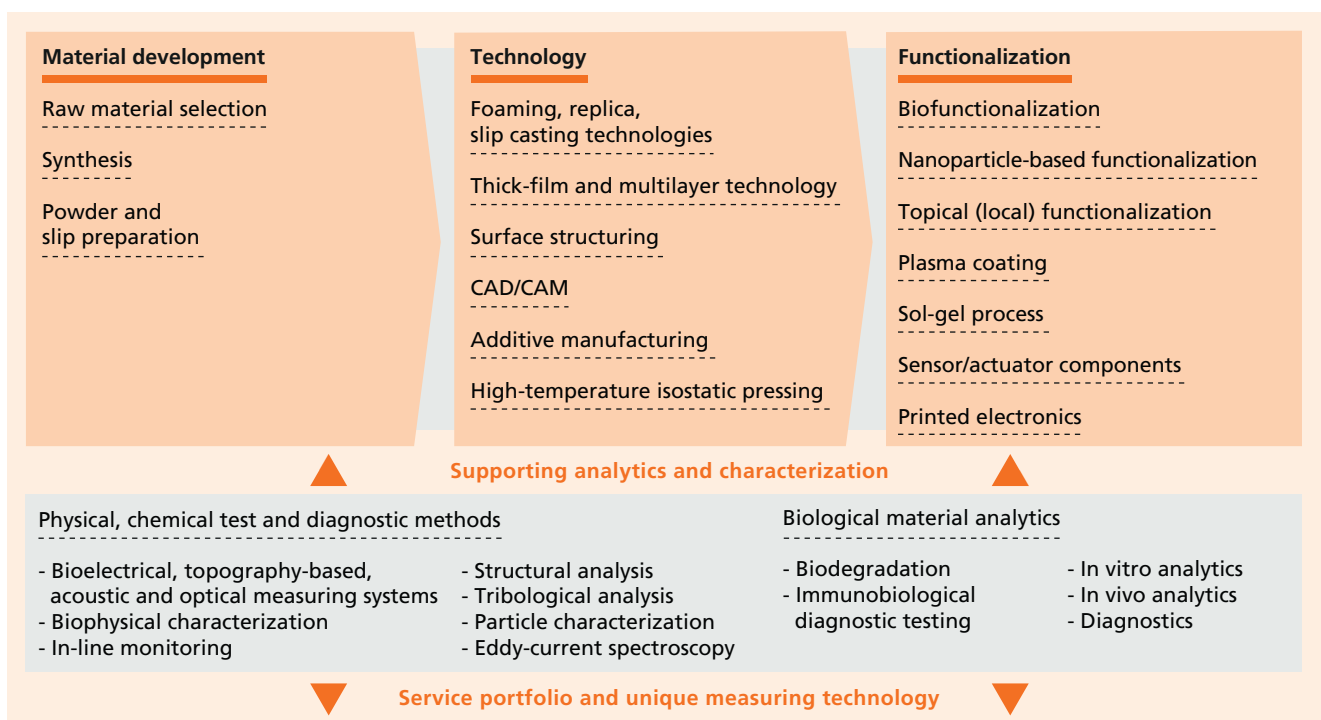 Material development
Raw material selection
Synthesis
Powder and
slip preparation
Technology
Foaming, replica,
slip casting technologies
Thick-film and multilayer technology
Surface structuring
CAD/CAM
Additive manufacturing
High-temperature isostatic pressing
Functionalization
Biofunctionalization
Nanoparticle-based functionalization
Topical (local) functionalization
Plasma coating
Sol-gel process
Sensor/actuator components
Printed electronics
Supporting analytics and characterization
Physical, chemical test and diagnostic methods
- Bioelectrical, topography-based,
acoustic and optical measuring systems
- Biophysical characterization
- In-line monitoring
- Structural analysis
- Tribological analysis
- Particle characterization
- Eddy-current spectroscopy
Biological material analytics
- Biodegradation
- Immunobiological
diagnostic testing
- In vitro analytics
- In vivo analytics
- Diagnostics
Service portfolio and unique measuring technology